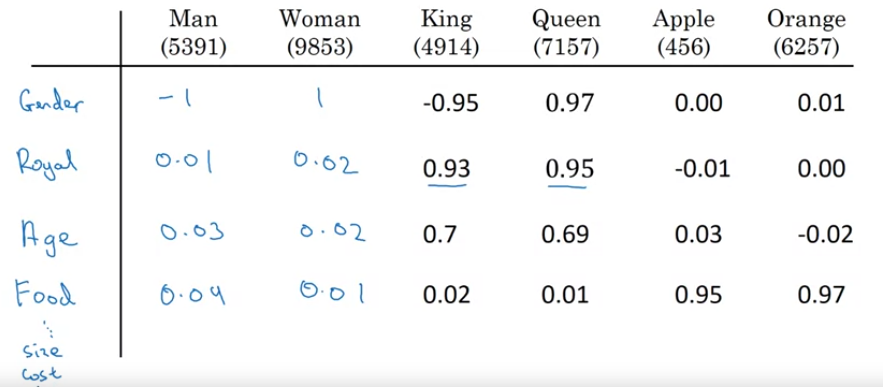 Man Woman King Queen Apple Orange
(5391) (9853) (4914) (7157) (456) (6257)
Gender -1 1 -0.95 0.97 0.00 0.01
Royal 0.01 0.02 0.93 0.95 -0.01 0.00
Age 0.03 0.02 0.7 0.69 0.03 -0.02
Food 0.04 0.01 0.02 0.01 0.95 0.97
size
cost